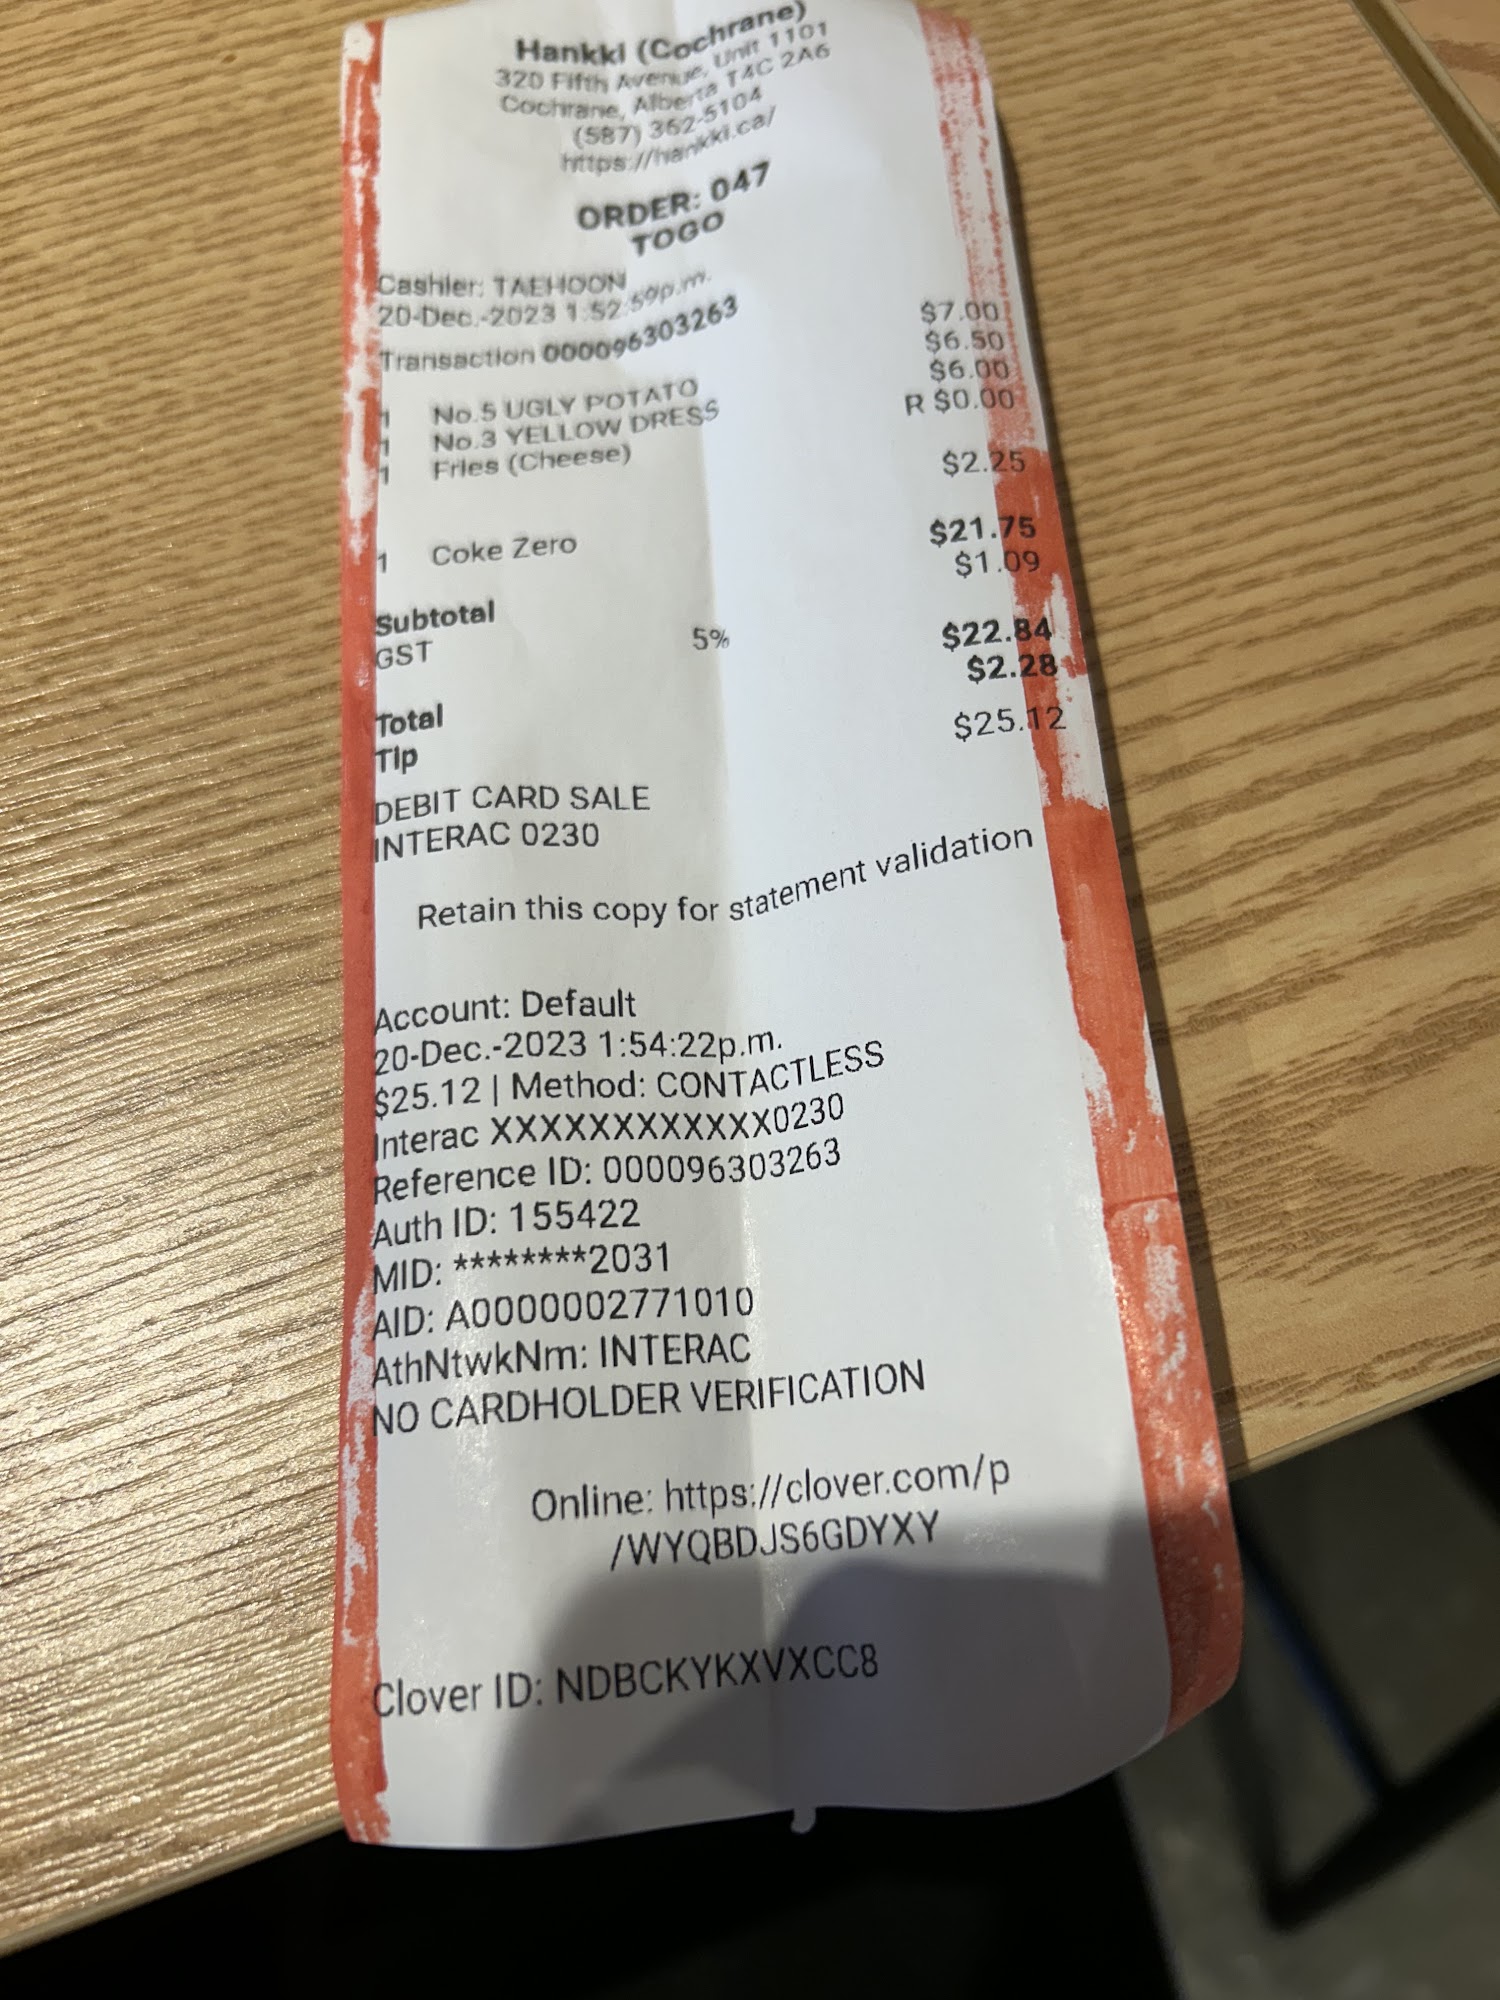 Hankki (Cochrane)
320 Fifth Avenue, Unit 1101
Cochrane, Alberta T4C 2A6
(587) 362-5104
https://hankki.ca/
ORDER: 047
TOGO
Cashier: TAEHOON
20-Dec.-2023 1:52:59p.m.
Transaction 000096303263
1 No.5 UGLY POTATO $7.00
1 No.3 YELLOW DRESS $6.50
1 Fries (Cheese) $6.00
R $0.00
1 Coke Zero $2.25
Subtotal $21.75
GST 5% $1.09
Total $22.84
Tip $2.28
DEBIT CARD SALE $25.12
INTERAC 0230
Retain this copy for statement validation
Account: Default
20-Dec.-2023 1:54:22p.m.
$25.12 | Method: CONTACTLESS
Interac XXXXXXXXXXXX0230
Reference ID: 000096303263
Auth ID: 155422
MID: ********2031
AID: A0000002771010
AthNtwkNm: INTERAC
NO CARDHOLDER VERIFICATION
Online: https://clover.com/p
/WYQBDJS6GDYXY
Clover ID: NDBCKYKXVXCC8